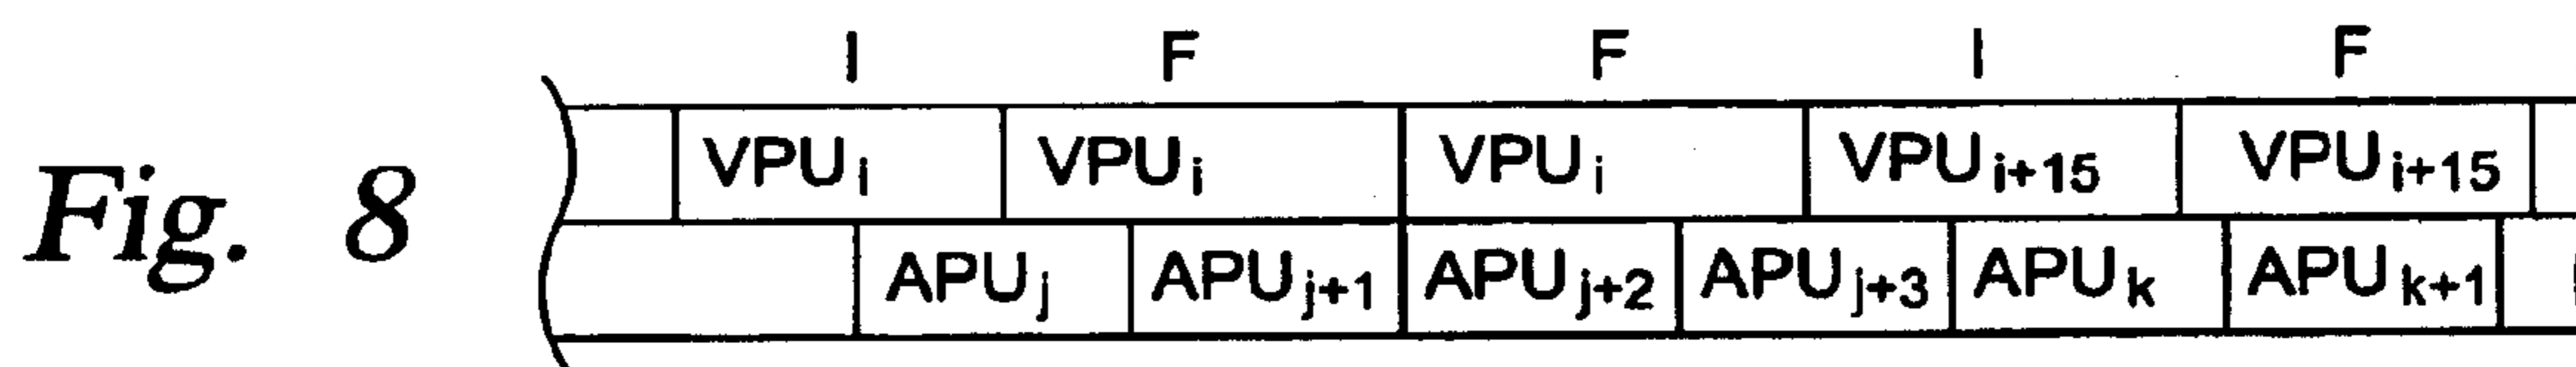 I F F I F
Fig. 8
VPUi VPUi VPUi VPUi+15 VPUi+15
APUj APUj+1 APUj+2 APUj+3 APUk APUk+1